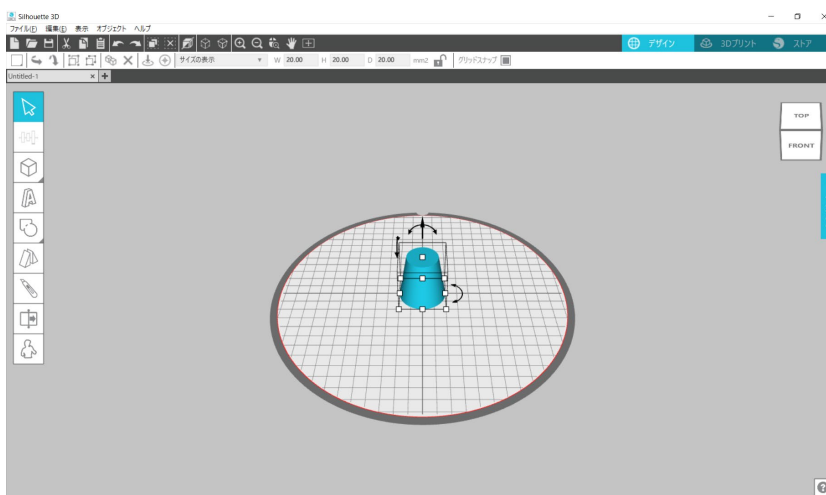 Silhouette 3D
ファイル(F) 編集(E) 表示 オブジェクト ヘルプ
デザイン 3Dプリント ストア
サイズの表示 W 20.00 H 20.00 D 20.00 mm2 グリッドスナップ
Untitled-1
TOP
FRONT